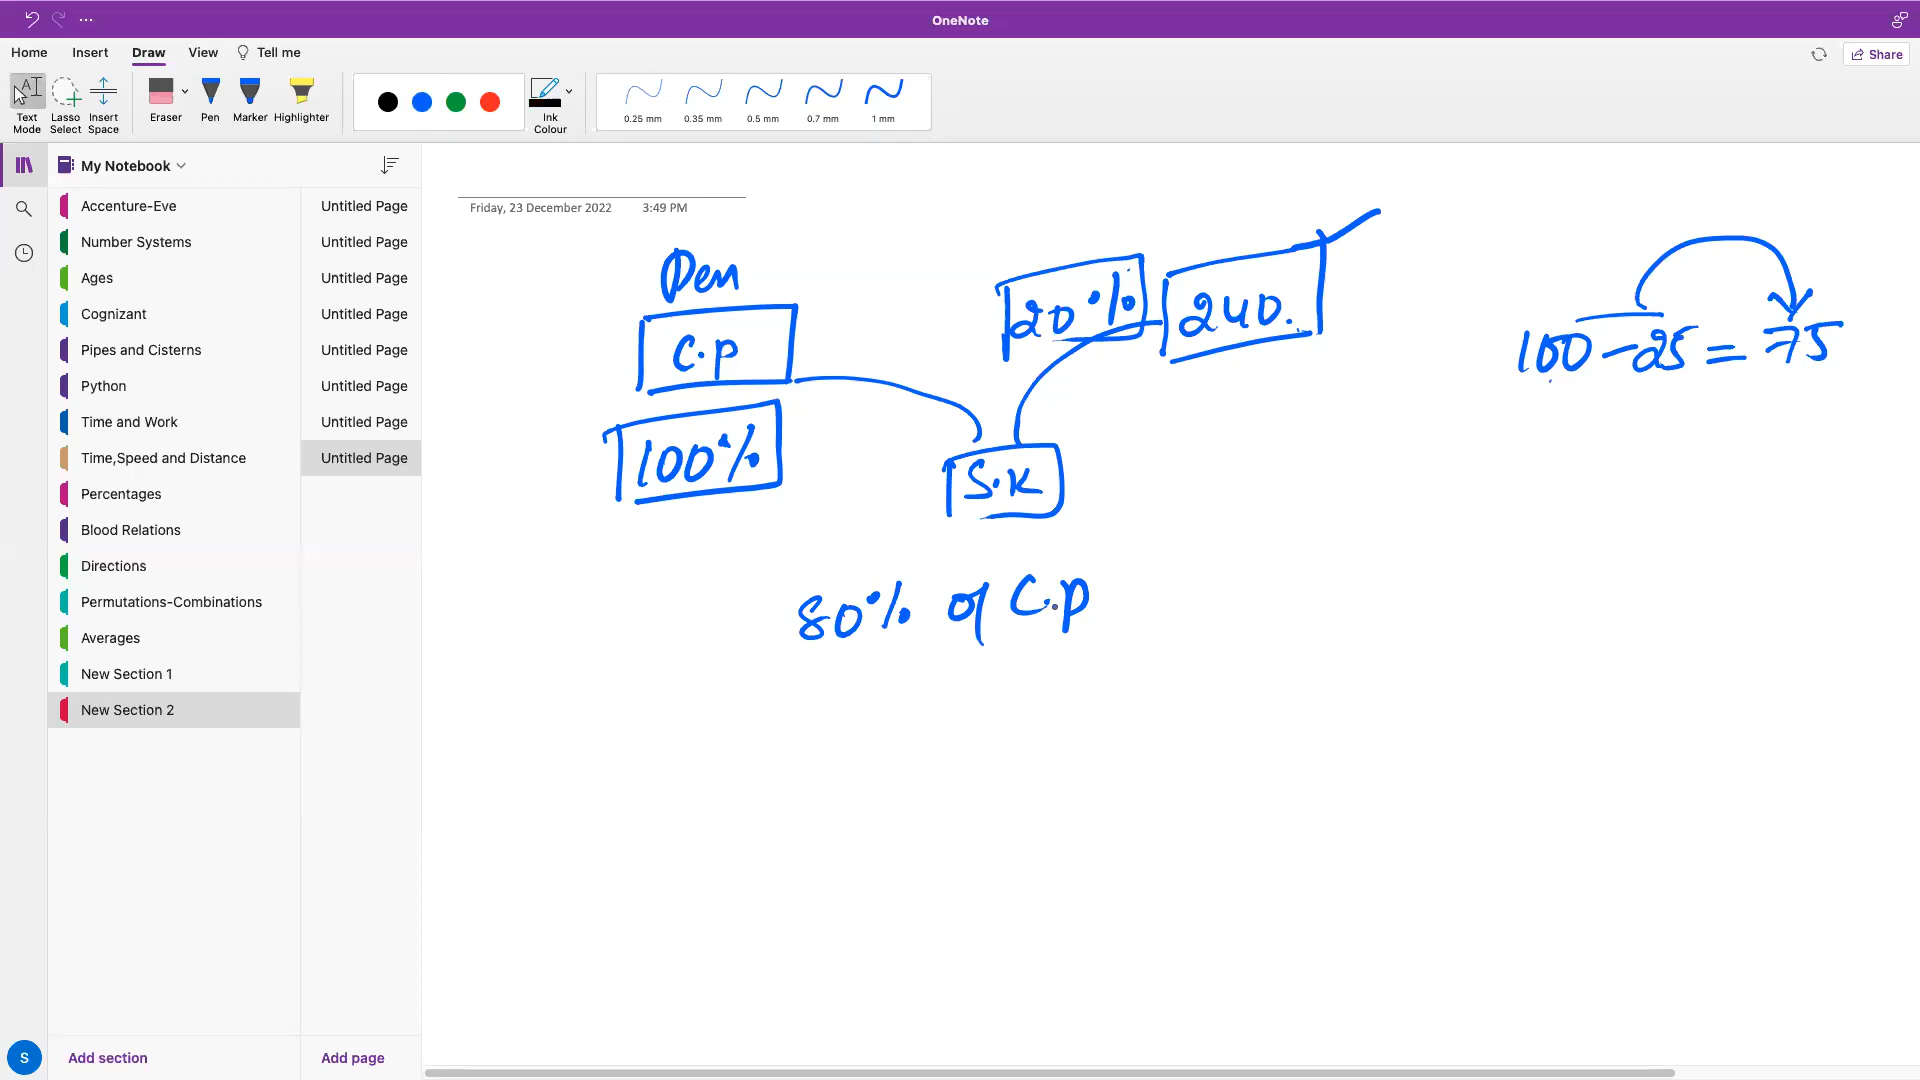 OneNote
Home Insert Draw View Tell me
Share
Text Mode
Lasso Select
Insert Space
Eraser
Pen
Marker
Highlighter
Ink Colour
0.25 mm
0.35 mm
0.5 mm
0.7 mm
1 mm
My Notebook
Accenture-Eve
Number Systems
Ages
Cognizant
Pipes and Cisterns
Python
Time and Work
Time,Speed and Distance
Percentages
Blood Relations
Directions
Permutations-Combinations
Averages
New Section 1
New Section 2
Add section
Untitled Page
Untitled Page
Untitled Page
Untitled Page
Untitled Page
Untitled Page
Untitled Page
Untitled Page
Add page
S
Friday, 23 December 2022 3:49 PM
Pen
C.P
100%
20% 240.
S.K
100-25=75
80% of C.P